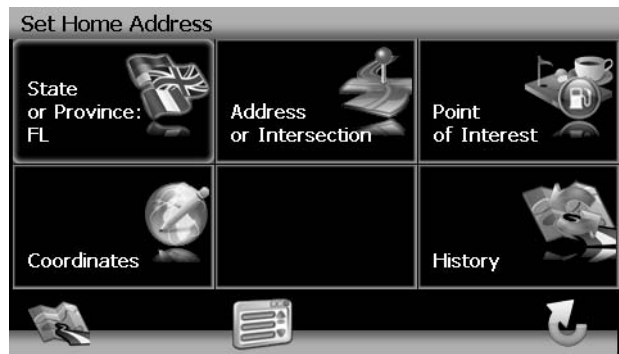 Set Home Address
State
or Province:
FL
Address
or Intersection
Point
of Interest
Coordinates
History